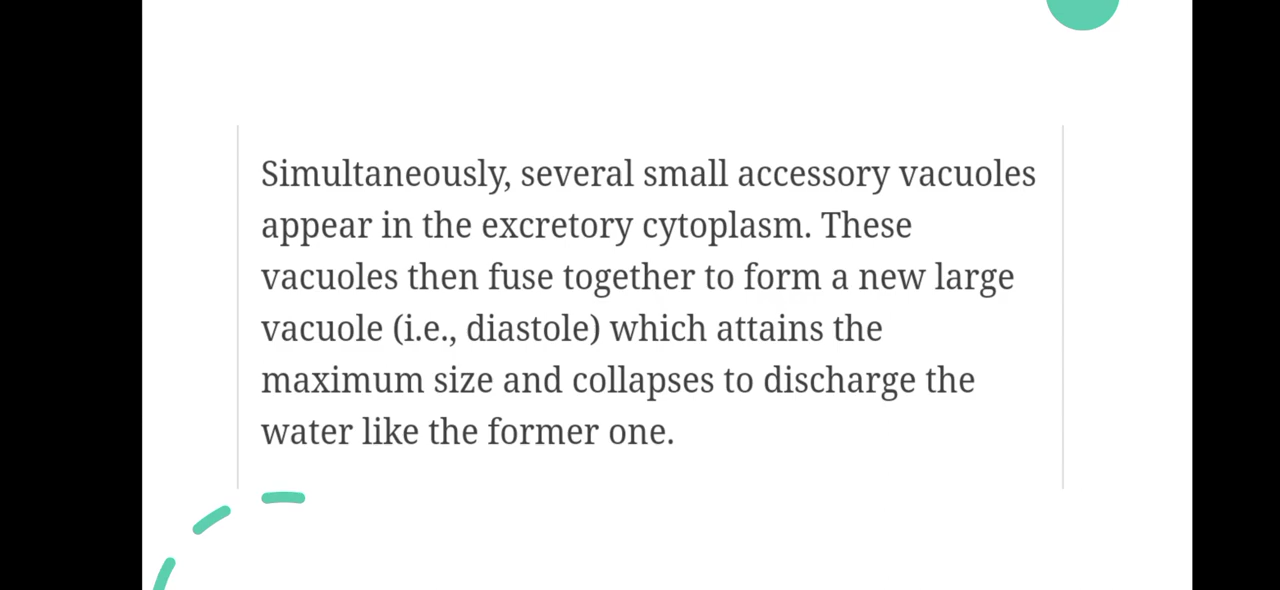 Simultaneously, several small accessory vacuoles
appear in the excretory cytoplasm. These
vacuoles then fuse together to form a new large
vacuole (i.e., diastole) which attains the
maximum size and collapses to discharge the
water like the former one.